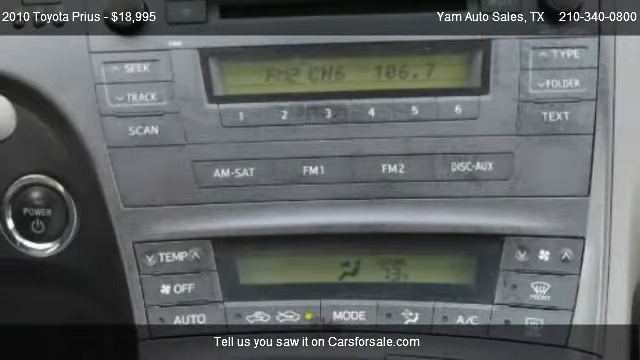 2010 Toyota Prius - $18,995 Yarn Auto Sales, TX 210-340-0800
FM2 CH6 106.7
SEEK
TYPE
TRACK
FOLDER
1 2 3 4 5 6
SCAN
TEXT
AM-SAT FM1 FM2 DISC-AUX
POWER
TEMP
OFF
FRONT
AUTO MODE A/C
Tell us you saw it on Carsforsale.com